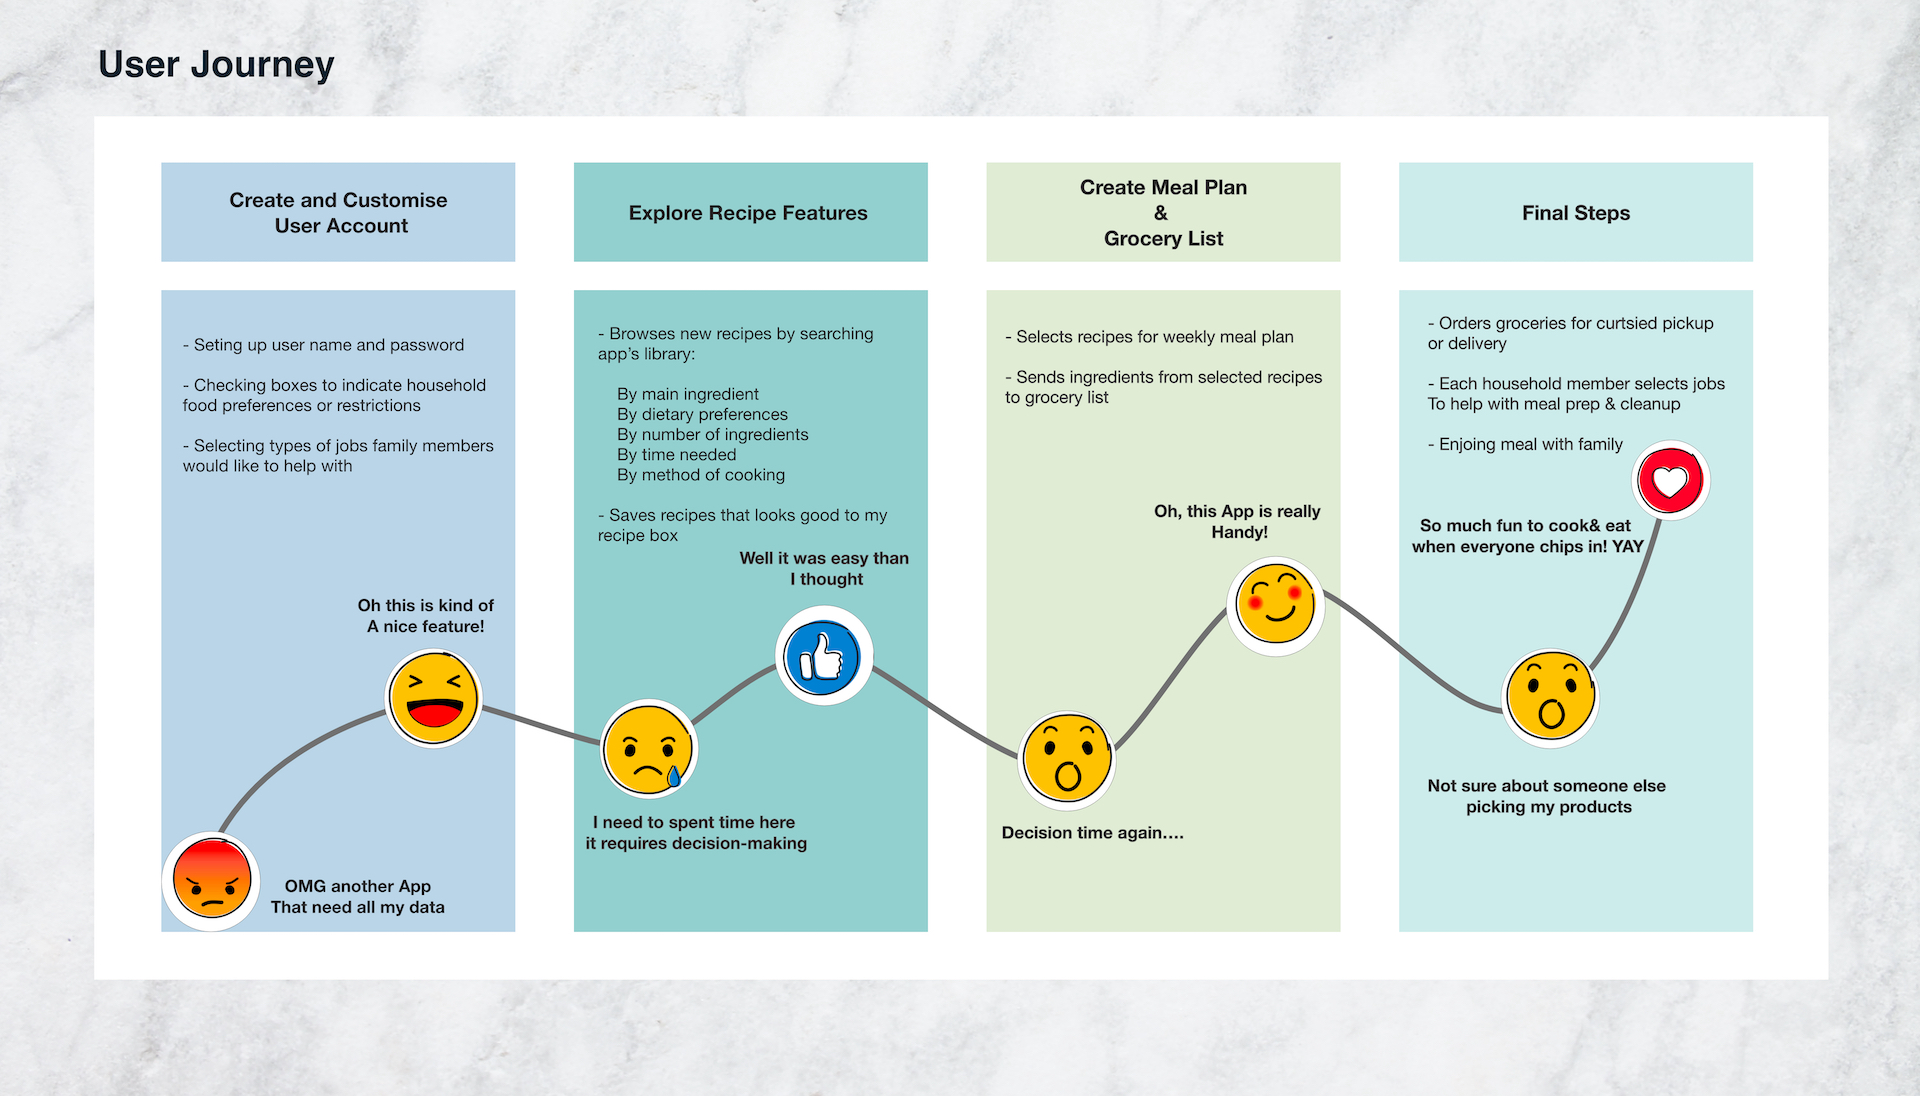 User Journey
Create and Customise
User Account
- Seting up user name and password
- Checking boxes to indicate household
food preferences or restrictions
- Selecting types of jobs family members
would like to help with
Oh this is kind of
A nice feature!
OMG another App
That need all my data
Explore Recipe Features
- Browses new recipes by searching
app's library:
By main ingredient
By dietary preferences
By number of ingredients
By time needed
By method of cooking
- Saves recipes that looks good to my
recipe box
Well it was easy than
I thought
I need to spent time here
it requires decision-making
Create Meal Plan
&
Grocery List
- Selects recipes for weekly meal plan
- Sends ingredients from selected recipes
to grocery list
Oh, this App is really
Handy!
Decision time again....
Final Steps
- Orders groceries for curtsied pickup
or delivery
- Each household member selects jobs
To help with meal prep & cleanup
- Enjoing meal with family
So much fun to cook& eat
when everyone chips in! YAY
Not sure about someone else
picking my products